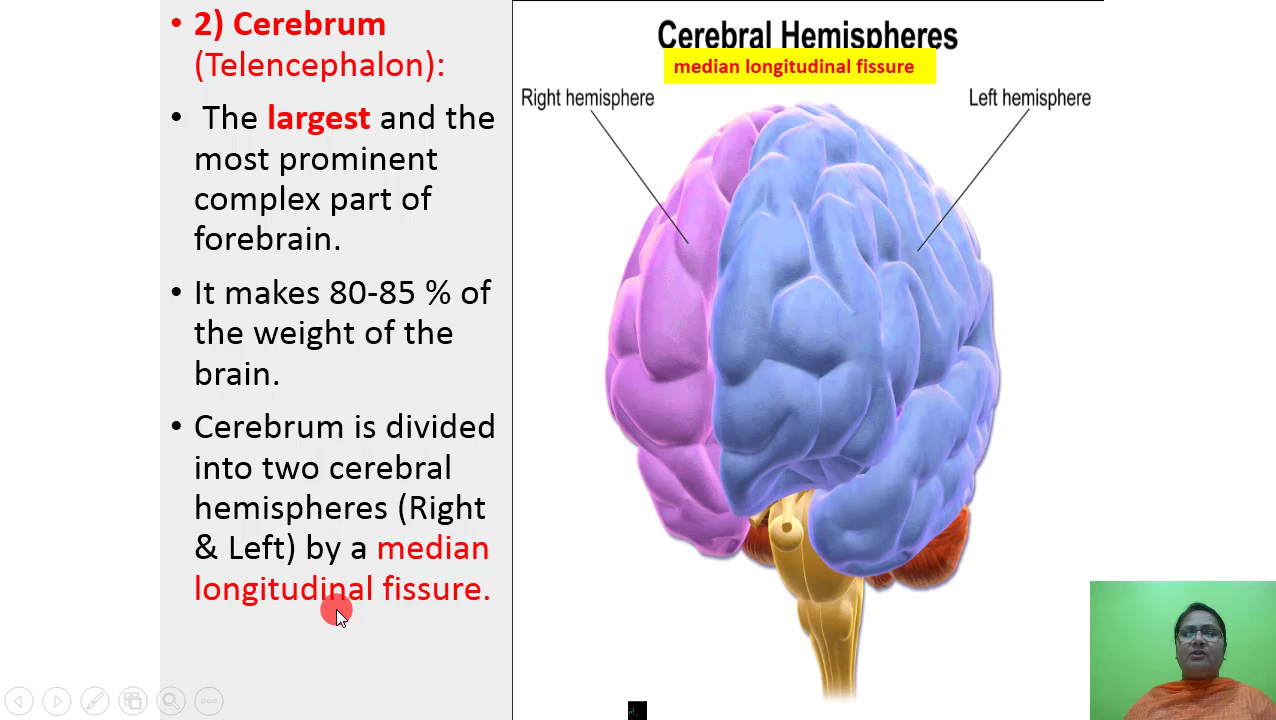 • 2) Cerebrum
(Telencephalon):
• The largest and the
most prominent
complex part of
forebrain.
• It makes 80-85 % of
the weight of the
brain.
• Cerebrum is divided
into two cerebral
hemispheres (Right
& Left) by a median
longitudinal fissure.
Cerebral Hemispheres
median longitudinal fissure
Right hemisphere
Left hemisphere